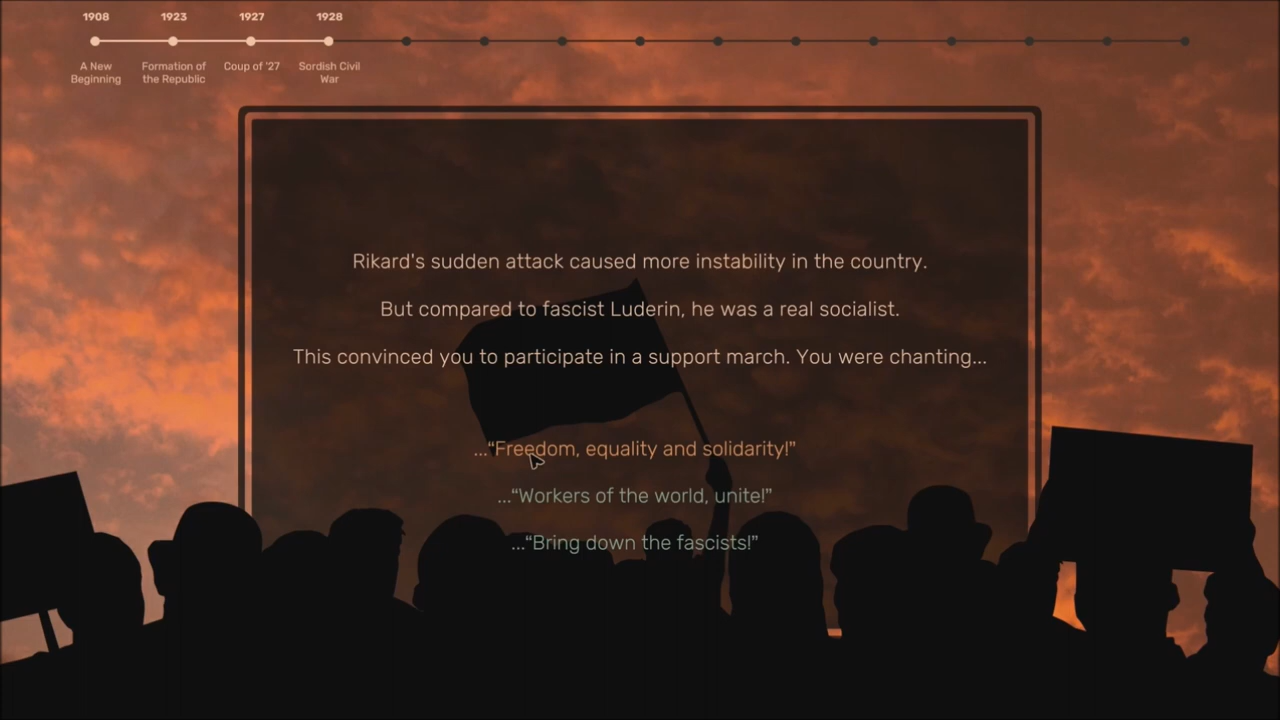 1908 1923 1927 1928
A New Formation of Coup of '27 Sordish Civil
Beginning the Republic War
Rikard's sudden attack caused more instability in the country.
But compared to fascist Luderin, he was a real socialist.
This convinced you to participate in a support march. You were chanting...
...“Freedom, equality and solidarity!”
...“Workers of the world, unite!”
...“Bring down the fascists!”